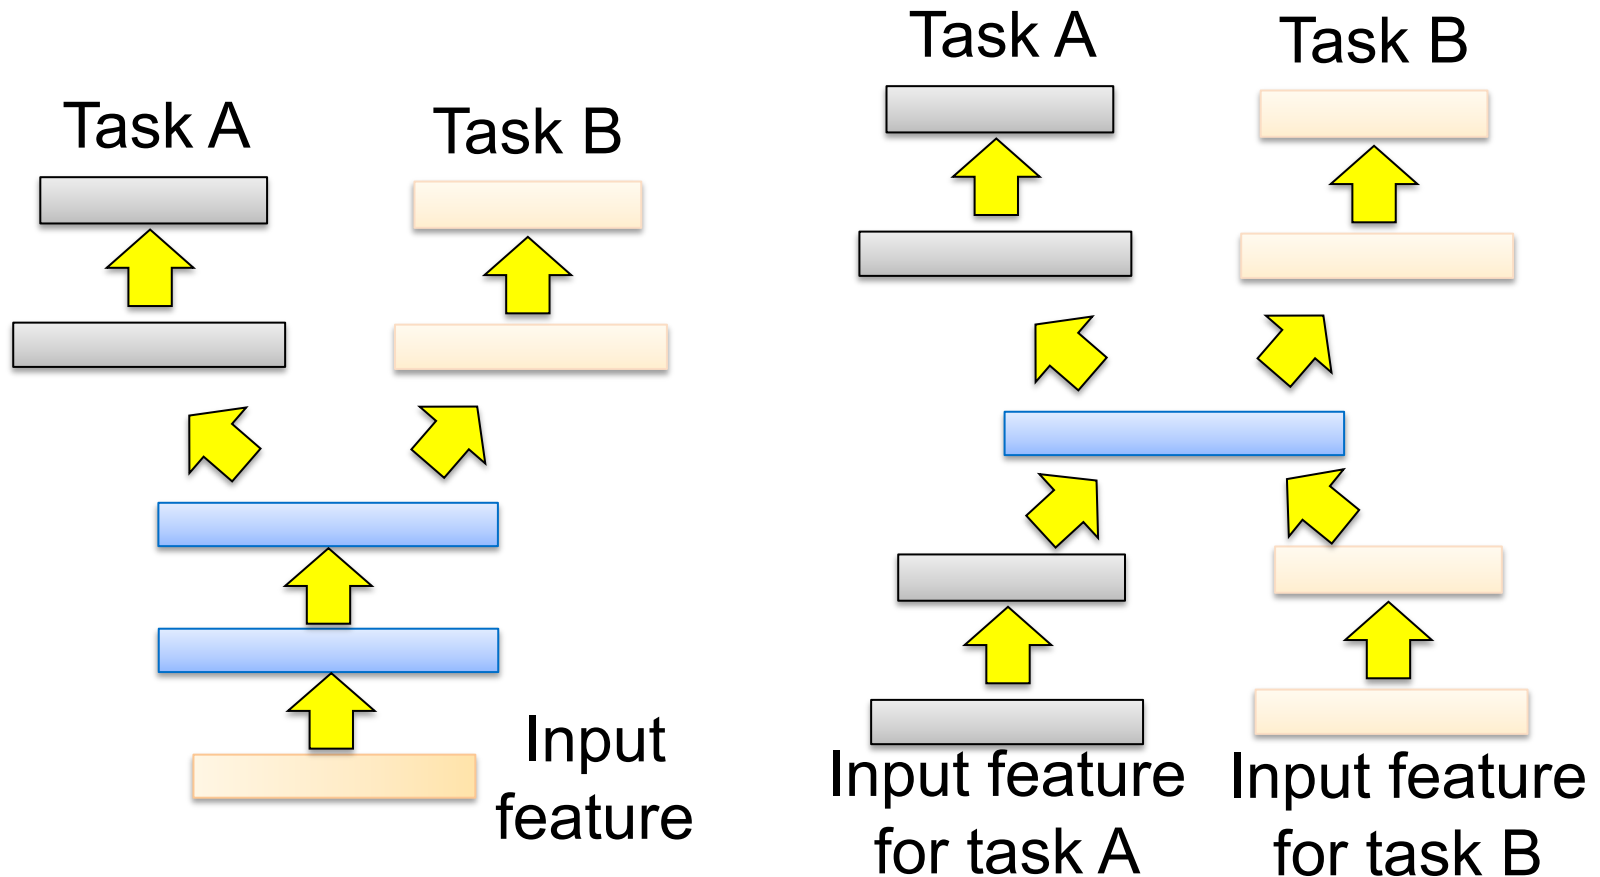 Task A
Task B
Input
feature
Task A
Task B
Input feature
for task A
Input feature
for task B